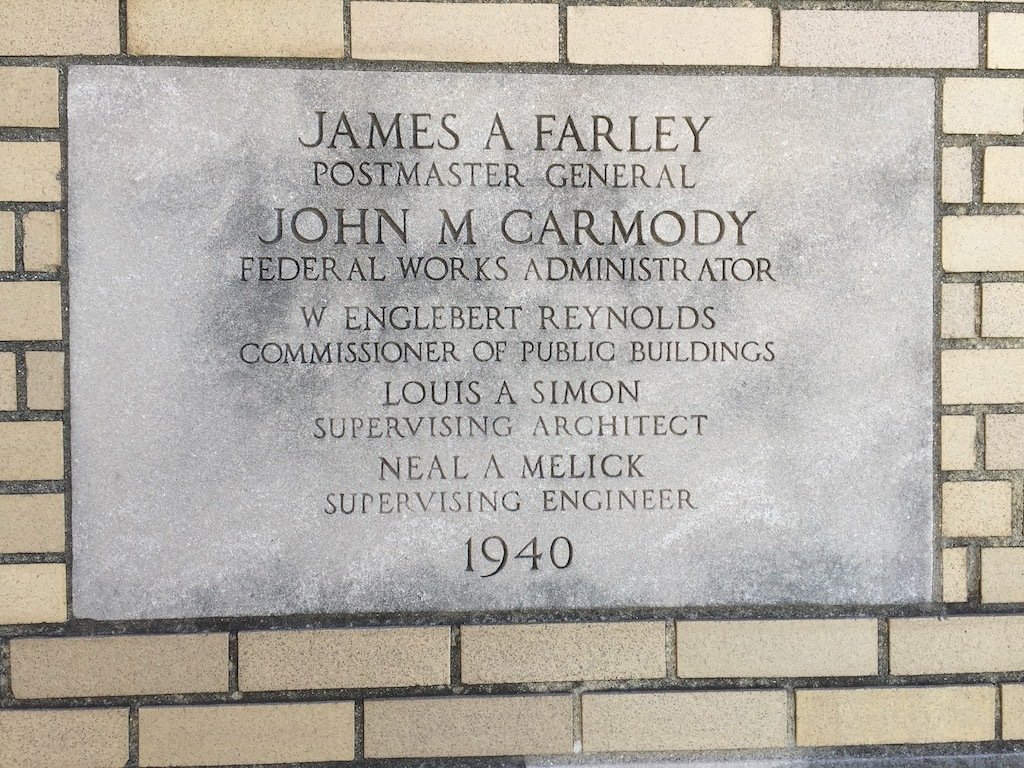 JAMES A FARLEY
POSTMASTER GENERAL
JOHN M CARMODY
FEDERAL WORKS ADMINISTRATOR
W ENGLEBERT REYNOLDS
COMMISSIONER OF PUBLIC BUILDINGS
LOUIS A SIMON
SUPERVISING ARCHITECT
NEAL A MELICK
SUPERVISING ENGINEER
1940